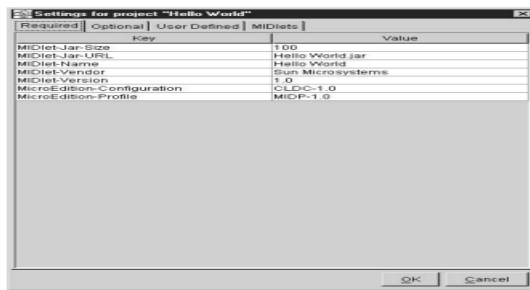 Settings for project "Hello World"
Required Optional User Defined MIDlets
Key Value
MIDlet-Jar-Size 100
MIDlet-Jar-URL Hello World.jar
MIDlet-Name Hello World
MIDlet-Vendor Sun Microsystems
MIDlet-Version 1.0
MicroEdition-Configuration CLDC-1.0
MicroEdition-Profile MIDP-1.0
OK Cancel